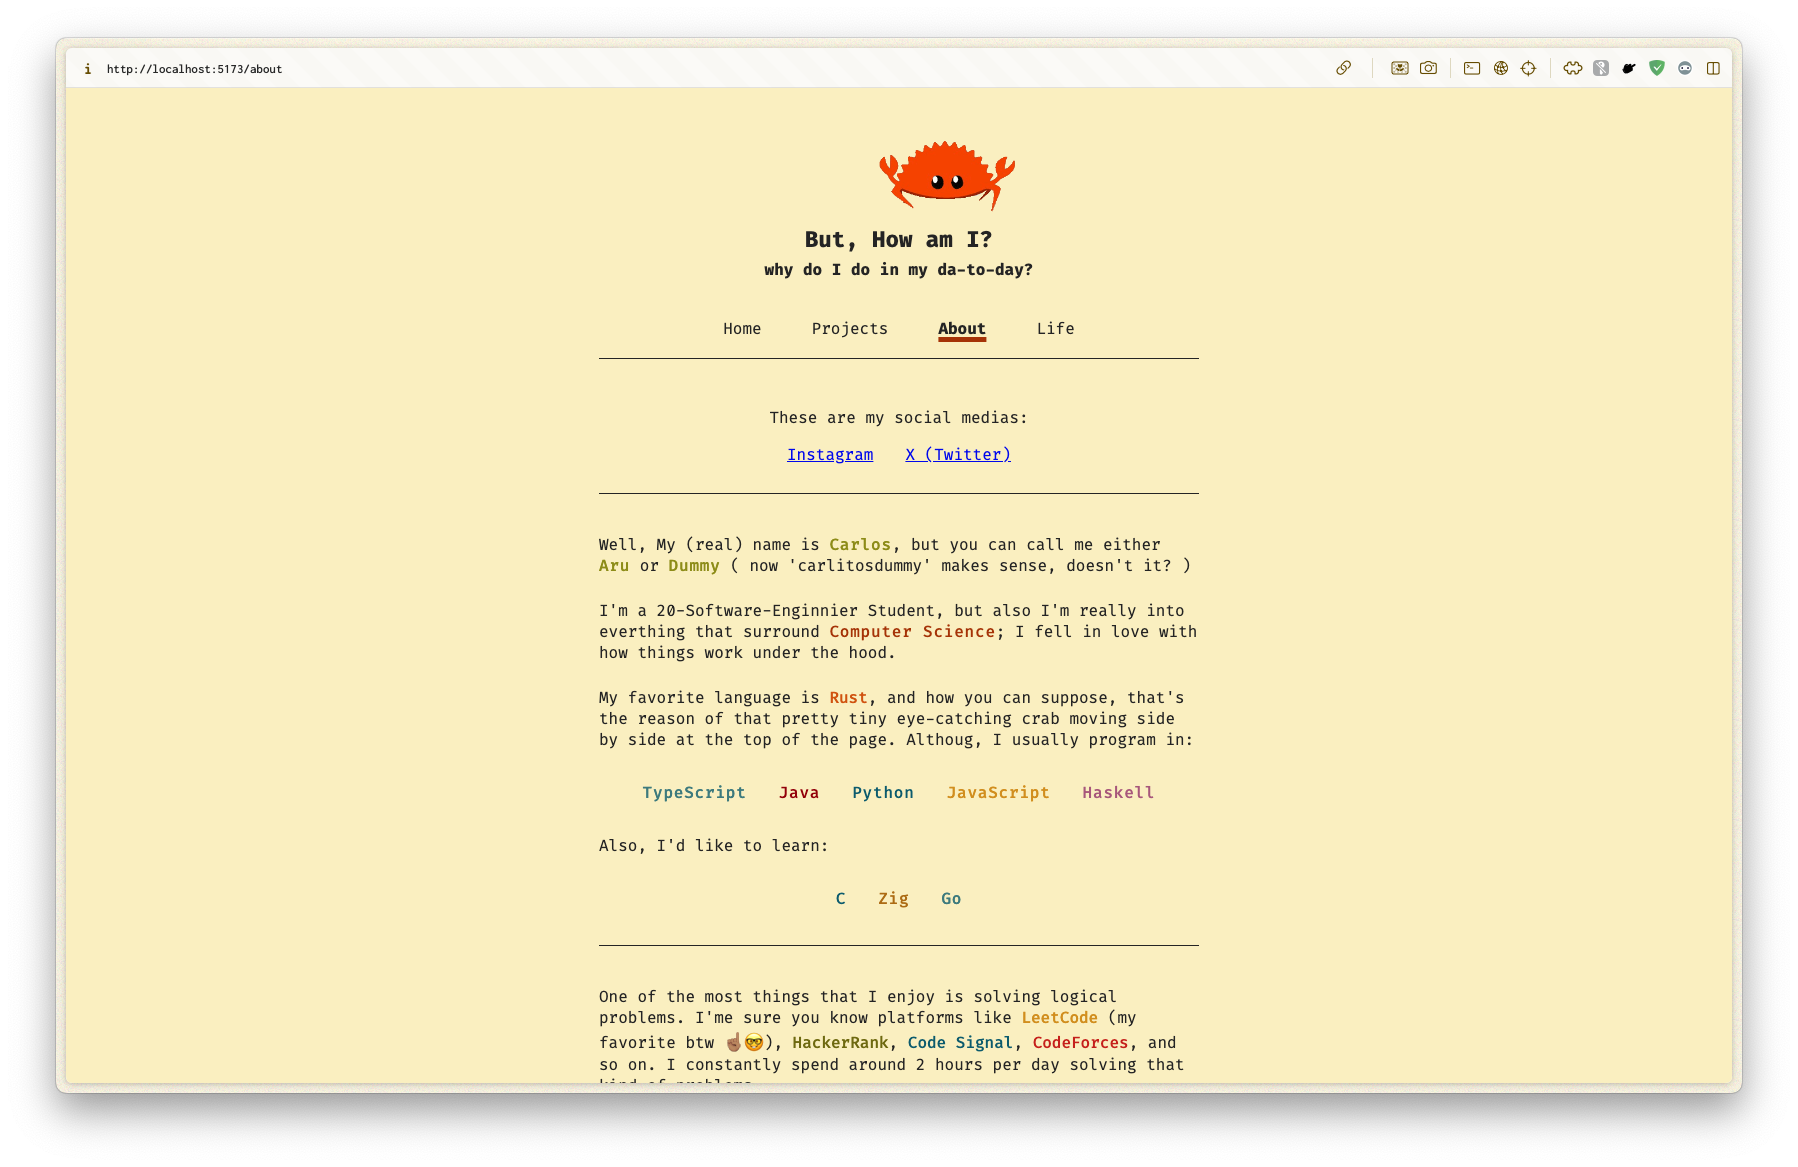 http://localhost:5173/about
But, How am I?
why do I do in my da-to-day?
Home Projects About Life
These are my social medias:
Instagram X (Twitter)
Well, My (real) name is Carlos, but you can call me either
Aru or Dummy ( now 'carlitosdummy' makes sense, doesn't it? )
I'm a 20-Software-Enginnier Student, but also I'm really into
everthing that surround Computer Science; I fell in love with
how things work under the hood.
My favorite language is Rust, and how you can suppose, that's
the reason of that pretty tiny eye-catching crab moving side
by side at the top of the page. Althoug, I usually program in:
TypeScript Java Python JavaScript Haskell
Also, I'd like to learn:
C Zig Go
One of the most things that I enjoy is solving logical
problems. I'me sure you know platforms like LeetCode (my
favorite btw ☝🏽🤓), HackerRank, Code Signal, CodeForces, and
so on. I constantly spend around 2 hours per day solving that
kind of problems